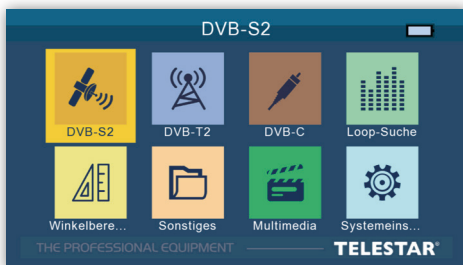 DVB-S2
DVB-S2 DVB-T2 DVB-C Loop-Suche
Winkelbere... Sonstiges Multimedia Systemeins...
THE PROFESSIONAL EQUIPMENT TELESTAR®